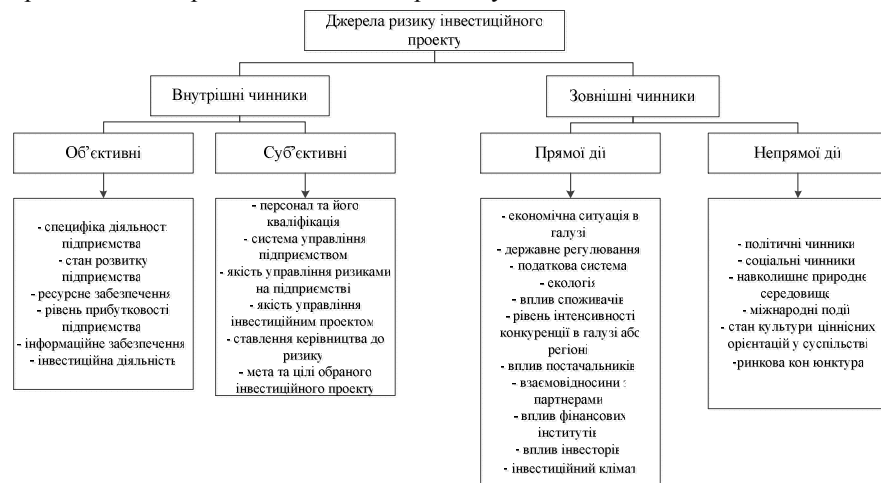 Джерела ризику інвестиційного
проекту
Внутрішні чинники
Зовнішні чинники
Об’єктивні
Суб’єктивні
Прямої дії
Непрямої дії
- специфіка діяльност
підприємства
- стан розвитку
підприємства
- ресурсне забезпечення
- рівень прибутковості
підприємства
- інформаційне забезпечення
- інвестиційна діяльність
- персонал та його
кваліфікація
- система управління
підприємством
- якість управління ризиками
на підприємстві
- якість управління
інвестиційним проектом
- ставлення керівництва до
ризику
- мета та цілі обраного
інвестиційного проекту
- економічна ситуація в
галузі
- державне регулювання
- податкова система
- екологія
- вплив споживачів
- рівень інтенсивності
конкуренції в галузі або
регіоні
- вплив постачальників
- взаємовідносини з
партнерами
- вплив фінансових
інститутів
- вплив інвесторів
- інвестиційний клімат
- політичні чинники
- соціальні чинники
- навколишнє природнє
середовище
- міжнародні події
- стан культури ціннісних
орієнтацій у суспільстві
-ринкова кон юнктура